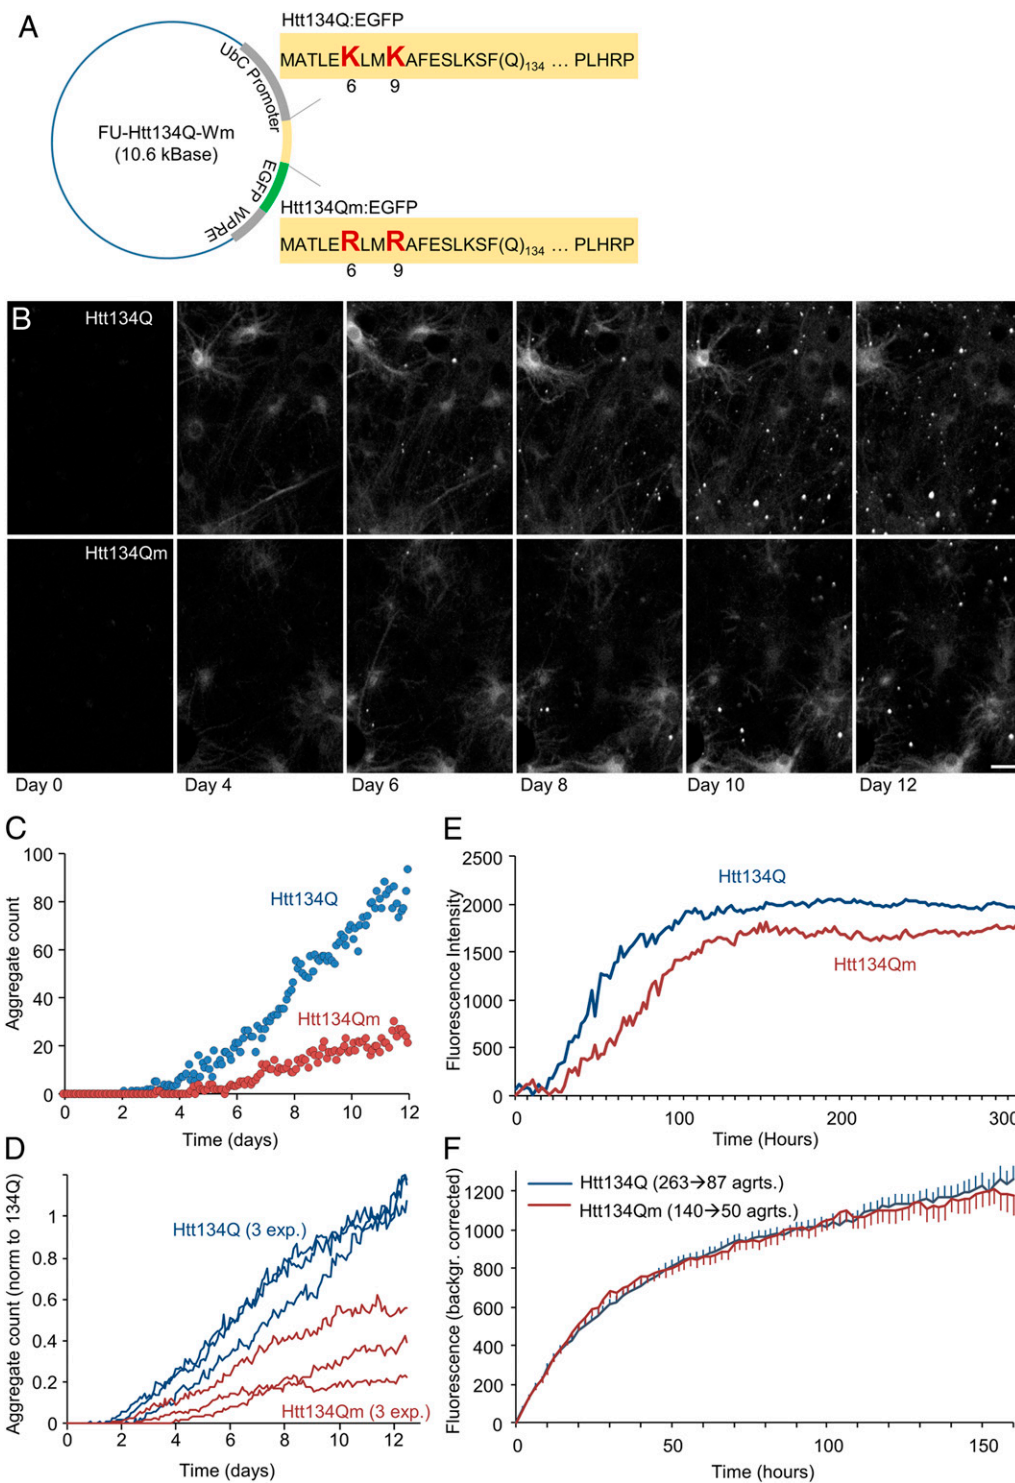 A
Htt134Q:EGFP
MATLEKLMKAFESLKSF(Q)134 … PLHRP
6 9
UbC Promoter
FU-Htt134Q-Wm
(10.6 kBase)
EGFP
WPRE
Htt134Qm:EGFP
MATLERLMRAFESLKSF(Q)134 … PLHRP
6 9
B
Htt134Q
Htt134Qm
Day 0 Day 4 Day 6 Day 8 Day 10 Day 12
C
Aggregate count
100
80
60
40
20
0
Htt134Q
Htt134Qm
0 2 4 6 8 10 12
Time (days)
E
Fluorescence Intensity
2500
2000
1500
1000
500
0
Htt134Q
Htt134Qm
0 100 200 300
Time (Hours)
D
Aggregate count (norm to 134Q)
1
0.8
0.6
0.4
0.2
0
Htt134Q (3 exp.)
Htt134Qm (3 exp.)
0 2 4 6 8 10 12
Time (days)
F
Fluorescence (backgr. corrected)
1200
1000
800
600
400
200
0
Htt134Q (263→87 agrts.)
Htt134Qm (140→50 agrts.)
0 50 100 150
Time (hours)